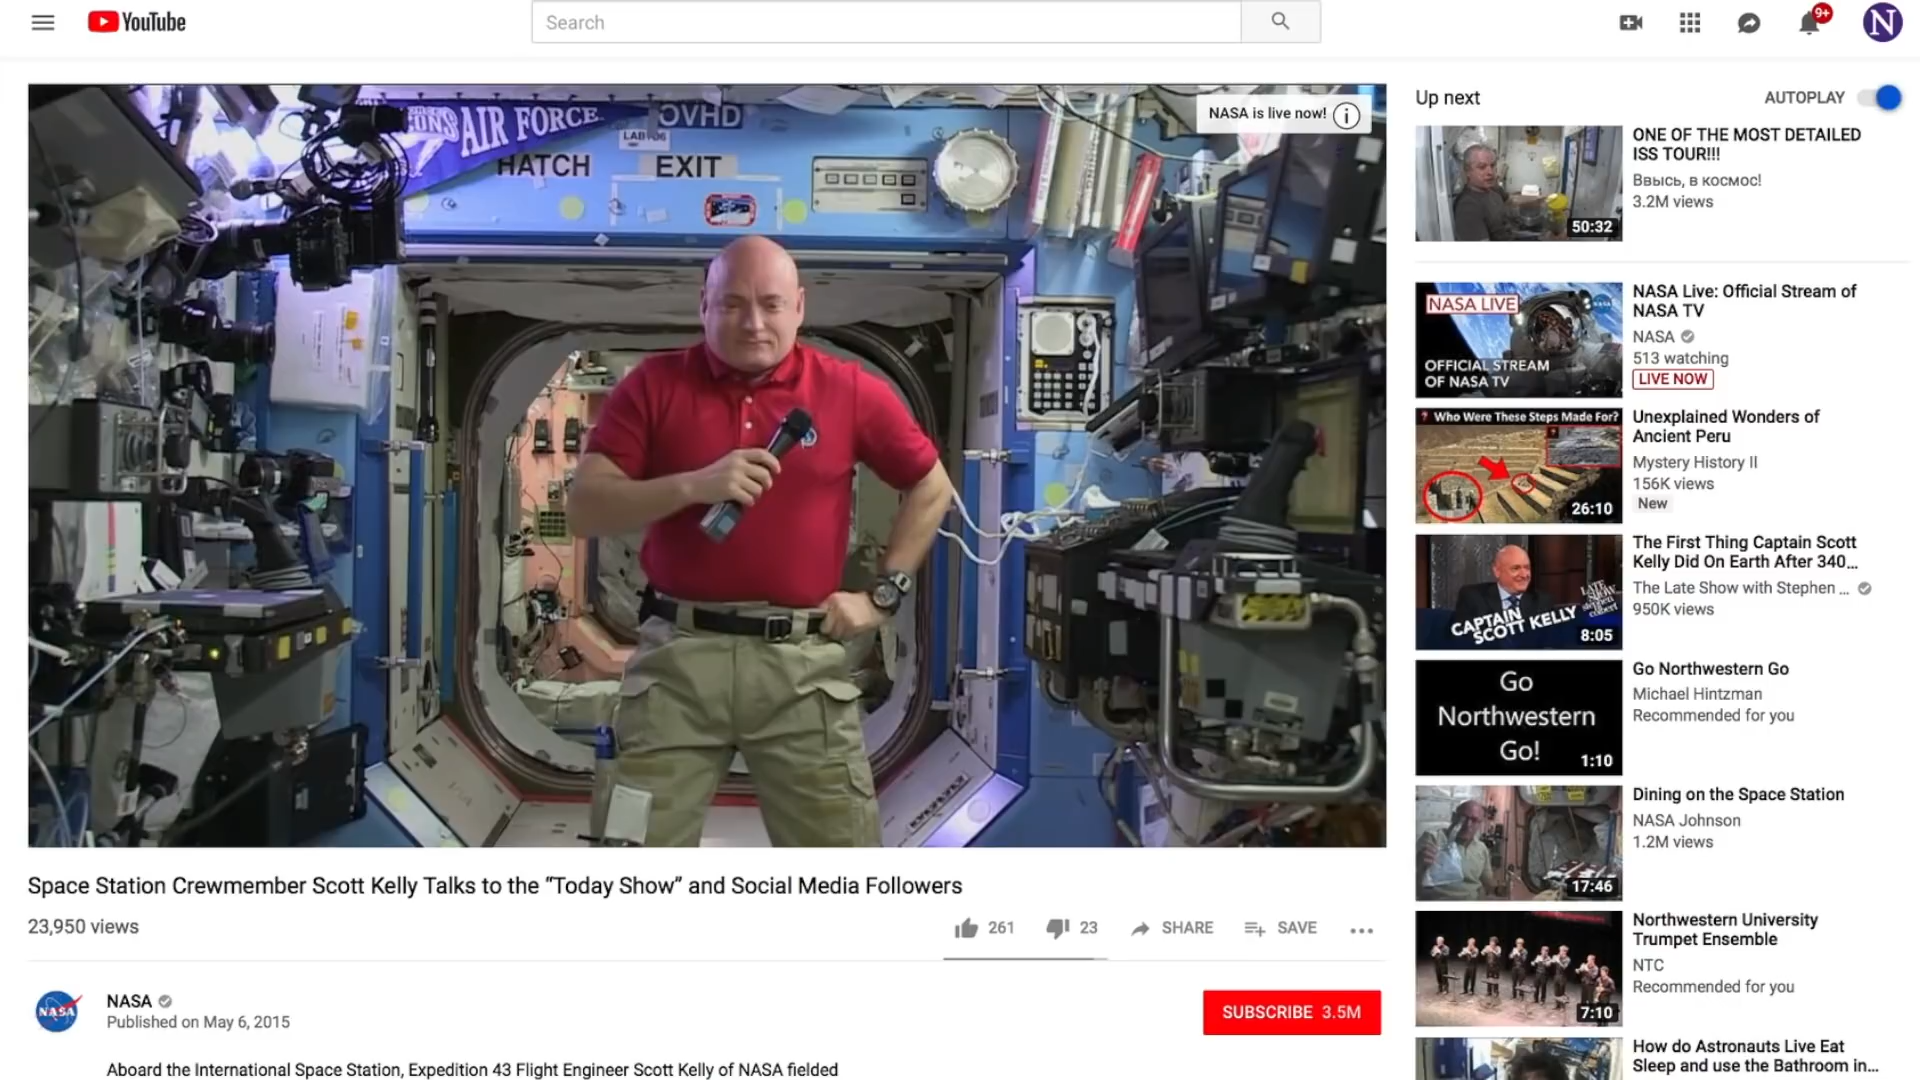 YouTube
Search
9+
N
AIR FORCE
OVHD
HATCH
EXIT
NASA is live now!
Space Station Crewmember Scott Kelly Talks to the “Today Show” and Social Media Followers
23,950 views
261
23
SHARE
SAVE
NASA
NASA
Published on May 6, 2015
SUBSCRIBE 3.5M
Aboard the International Space Station, Expedition 43 Flight Engineer Scott Kelly of NASA fielded
Up next
AUTOPLAY
50:32
ONE OF THE MOST DETAILED
ISS TOUR!!!
Ввысь, в космос!
3.2M views
NASA LIVE
OFFICIAL STREAM
OF NASA TV
NASA Live: Official Stream of
NASA TV
NASA
513 watching
LIVE NOW
? Who Were These Steps Made For?
26:10
Unexplained Wonders of
Ancient Peru
Mystery History II
156K views
New
CAPTAIN
SCOTT KELLY
8:05
The First Thing Captain Scott
Kelly Did On Earth After 340...
The Late Show with Stephen ...
950K views
Go
Northwestern
Go!
1:10
Go Northwestern Go
Michael Hintzman
Recommended for you
17:46
Dining on the Space Station
NASA Johnson
1.2M views
7:10
Northwestern University
Trumpet Ensemble
NTC
Recommended for you
How do Astronauts Live Eat
Sleep and use the Bathroom in...